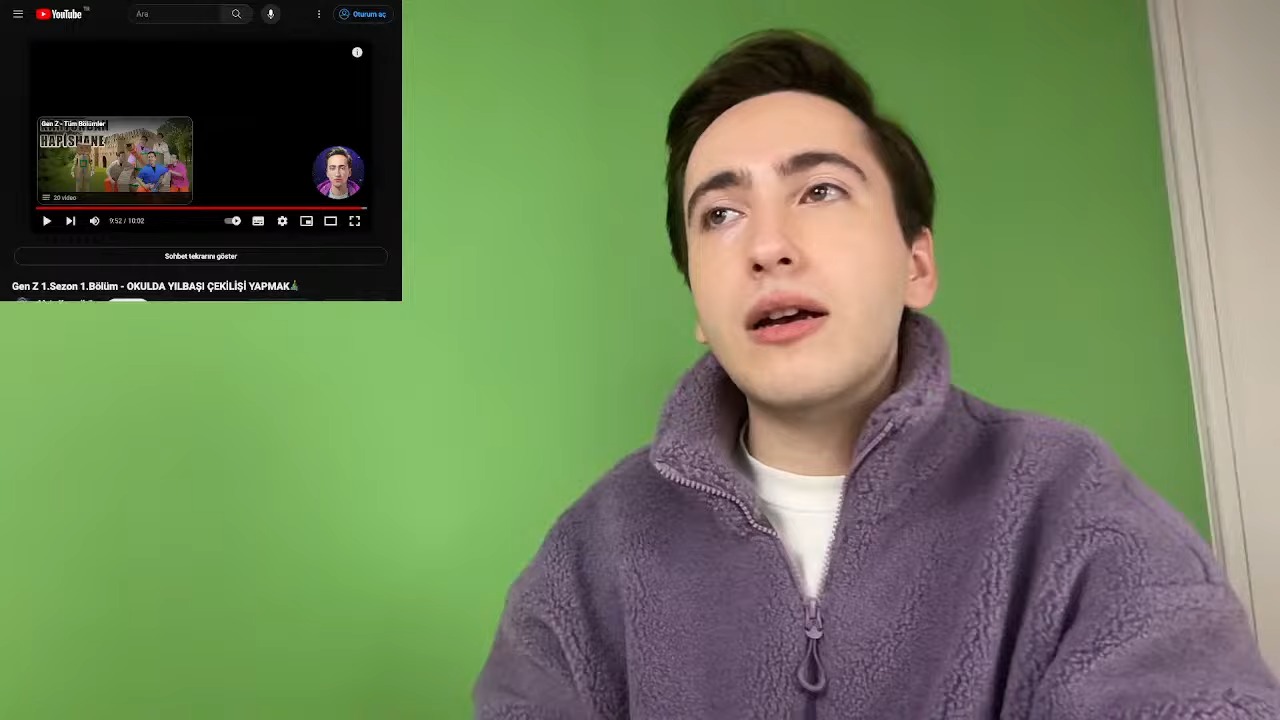 YouTube
TR
Ara
Oturum aç
Gen Z - Tüm Bölümler
HAPİSHANE
20 video
9:52 / 10:02
Sohbet tekrarını göster
Gen Z 1.Sezon 1.Bölüm - OKULDA YILBAŞI ÇEKİLİŞİ YAPMAK🎄